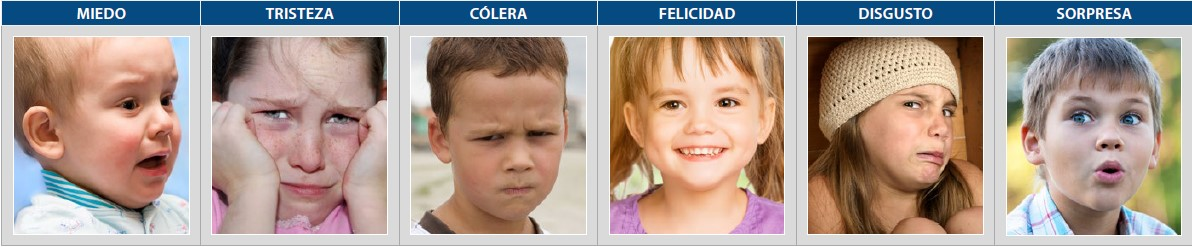 MIEDO
TRISTEZA
CÓLERA
FELICIDAD
DISGUSTO
SORPRESA